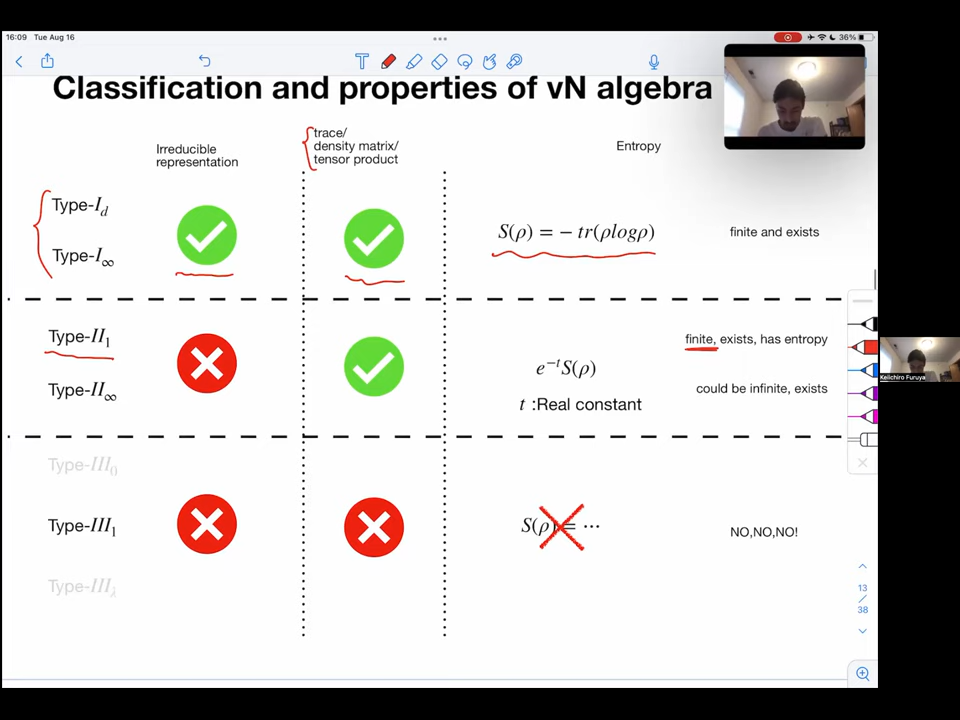 16:09 Tue Aug 16
36%
Classification and properties of vN algebra
Irreducible
representation
trace/
density matrix/
tensor product
Entropy
Type-I_d
Type-I_∞
S(ρ) = − tr(ρlogρ)
finite and exists
Type-II_1
Type-II_∞
e^{−t}S(ρ)
t :Real constant
finite, exists, has entropy
could be infinite, exists
Type-III_0
Type-III_1
Type-III_λ
S(ρ) = ⋯
NO,NO,NO!
13
/
38
Keiichiro Furuya